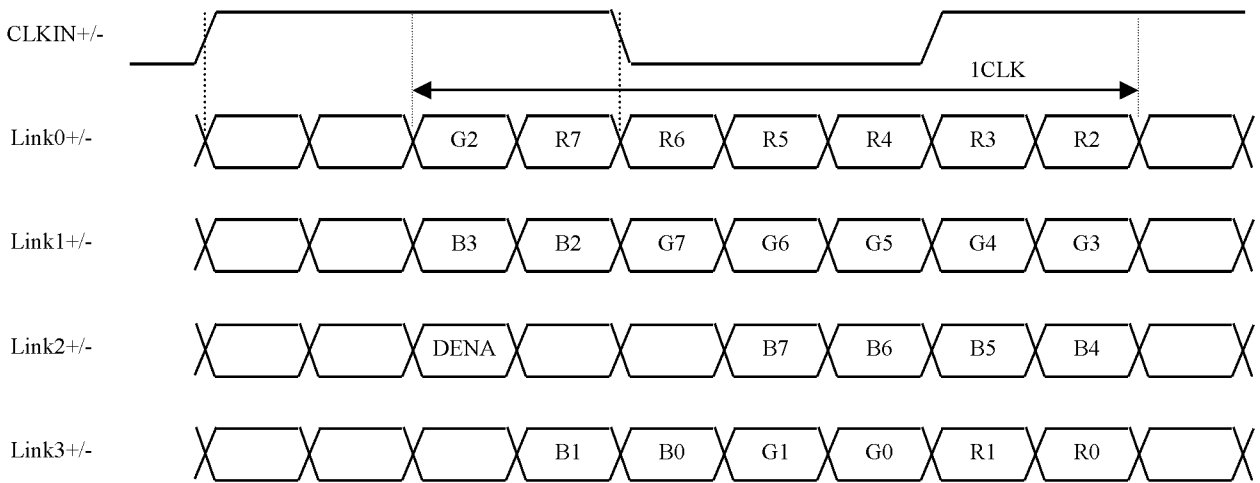 CLKIN+/-
1CLK
Link0+/- G2 R7 R6 R5 R4 R3 R2
Link1+/- B3 B2 G7 G6 G5 G4 G3
Link2+/- DENA B7 B6 B5 B4
Link3+/- B1 B0 G1 G0 R1 R0